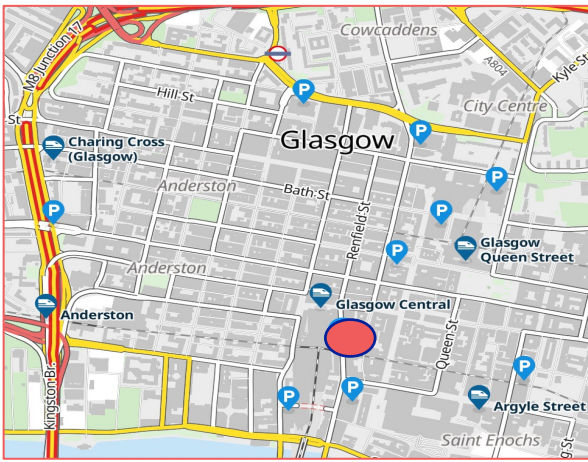 Cowcaddens
M8 Junction 17
A804
Kyle St
Hill St
P
City Centre
St
P
Charing Cross
(Glasgow)
Glasgow
P
Anderston
Bath St
P
P
Renfield St
Glasgow
Queen Street
P
Anderston
Glasgow Central
Anderston
Queen St
P
Kingston Br.
P
P
Argyle Street
Saint Enochs
g St